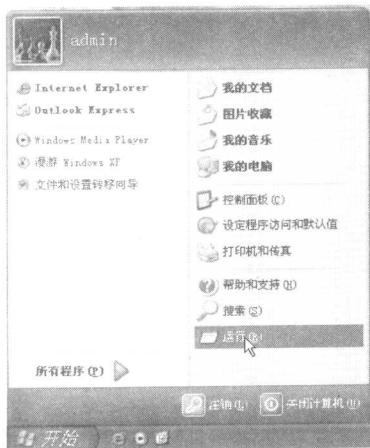 admin
Internet Explorer
Outlook Express
Windows Media Player
漫游 Windows XP
文件和设置转移向导
所有程序(P)
我的文档
图片收藏
我的音乐
我的电脑
控制面板(C)
设定程序访问和默认值
打印机和传真
帮助和支持(H)
搜索(S)
运行(R)
注销(L)
关闭计算机(U)
开始